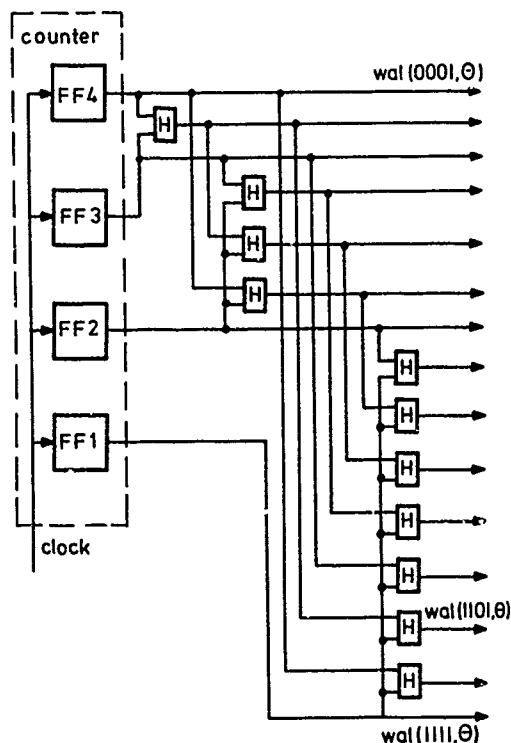 counter
wal(0001,Θ)
FF4
H
FF3
H
H
H
FF2
H
H
FF1
H
H
clock
H
wal(1101,θ)
H
H
wal(1111,Θ)